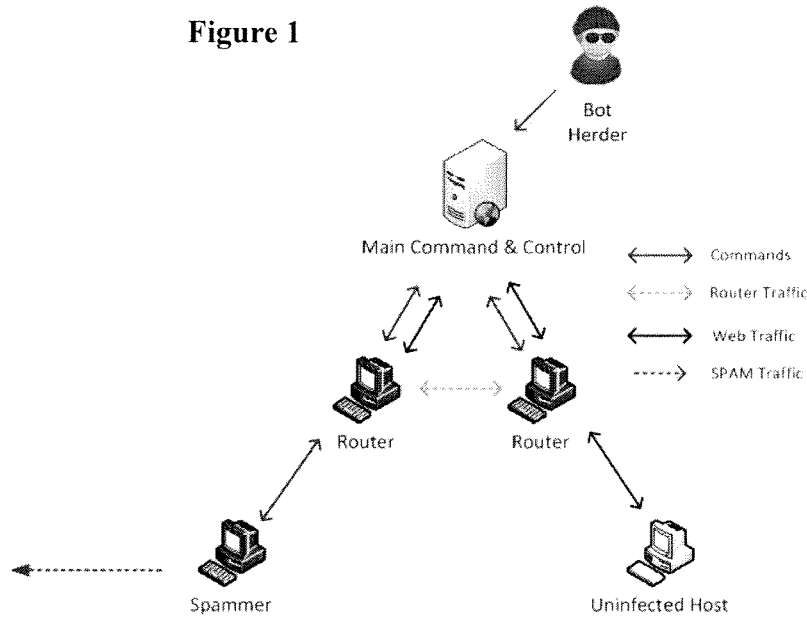 Figure 1
Bot
Herder
Main Command & Control
Commands
Router Traffic
Web Traffic
SPAM Traffic
Router
Router
Spammer
Uninfected Host